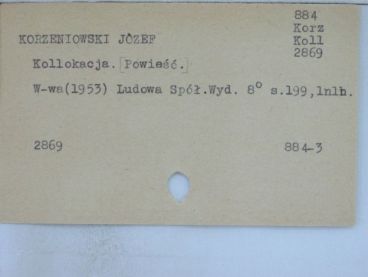 884
Korz
Koll
2869
KORZENIOWSKI JÓZEF
Kollokacja. [Powieść.]
W-wa(1953) Ludowa Spół.Wyd. 8° s.199,1nlb.
2869 884-3